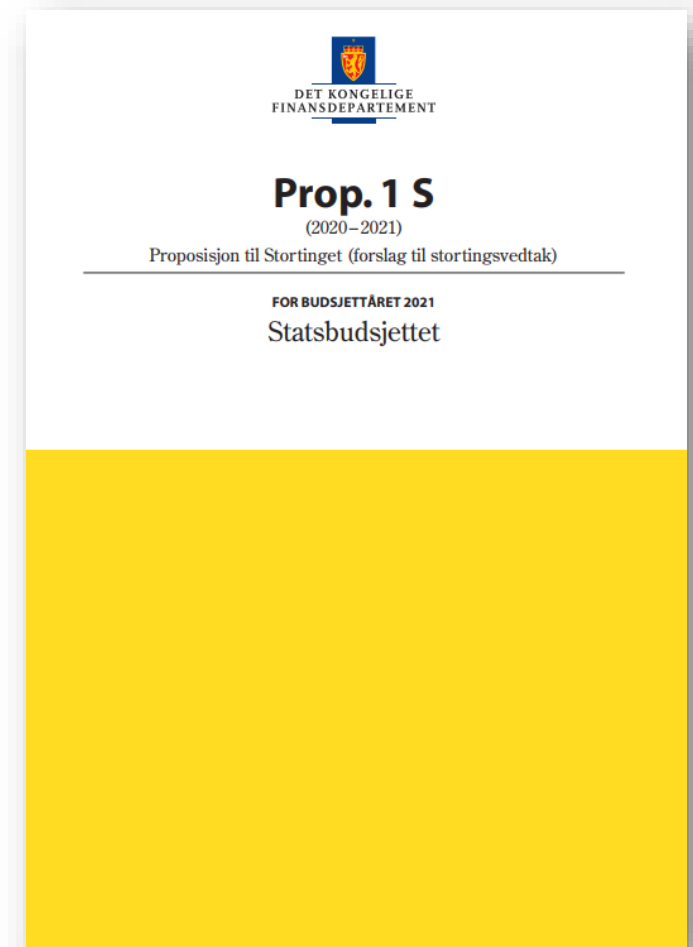 DET KONGELIGE
FINANSDEPARTEMENT
Prop. 1 S
(2020–2021)
Proposisjon til Stortinget (forslag til stortingsvedtak)
FOR BUDSJETTÅRET 2021
Statsbudsjettet